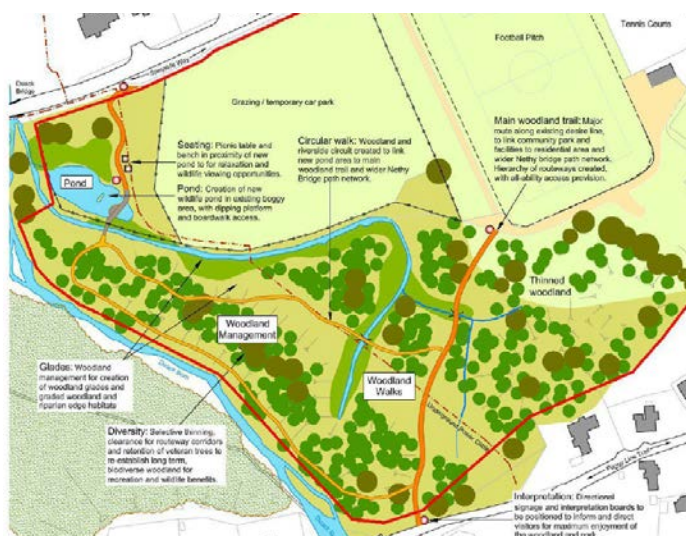 Football Pitch
Tennis Courts
Grazing / temporary car park
Seating: Picnic table and
bench in proximity of new
pond to for relaxation and
wildlife viewing opportunities.
Pond: Creation of new
wildlife pond in existing boggy
area, with dipping platform
and boardwalk access.
Circular walk: Woodland and
riverside circuit created to link
new pond area to main
woodland trail and wider Nethy
Bridge path network.
Main woodland trail: Major
route along existing desire line,
to link community park and
facilities to residential area and
wider Nethy bridge path network.
Hierarchy of routeways created,
with all-ability access provision.
Pond
Thinned
woodland
Woodland
Management
Woodland
Walks
Glades: Woodland
management for creation
of woodland glades and
graded woodland and
riparian edge habitats
Diversity: Selective thinning,
clearance for routeway corridors
and retention of veteran trees to
re-establish long term,
biodiverse woodland for
recreation and wildlife benefits.
Underground Power Cable
Interpretation: Directional
signage and interpretation boards to
be positioned to inform and direct
visitors for maximum enjoyment of
the woodland and park